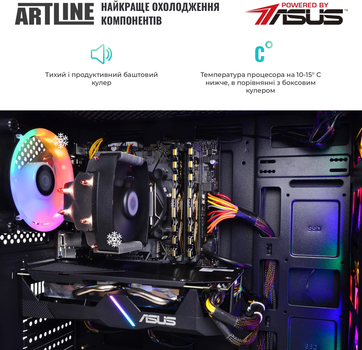 ARTLINE
НАЙКРАЩЕ ОХОЛОДЖЕННЯ
КОМПОНЕНТІВ
POWERED BY
ASUS
C°
Тихий і продуктивний баштовий
кулер
Температура процесора на 10-15° С
нижче, в порівнянні з боксовим
кулером
ASUS